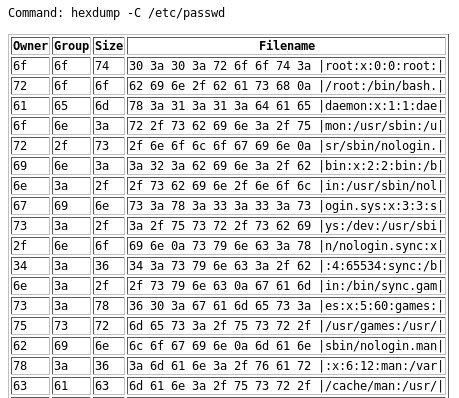 Command: hexdump -C /etc/passwd
Owner Group Size Filename
6f 6f 74 30 3a 30 3a 72 6f 6f 74 3a |root:x:0:0:root:|
72 6f 6f 62 69 6e 2f 62 61 73 68 0a |/root:/bin/bash.|
61 65 6d 78 3a 31 3a 31 3a 64 61 65 |daemon:x:1:1:dae|
6f 6e 3a 72 2f 73 62 69 6e 3a 2f 75 |mon:/usr/sbin:/u|
72 2f 73 2f 6e 6f 6c 6f 67 69 6e 0a |sr/sbin/nologin.|
69 6e 3a 3a 32 3a 62 69 6e 3a 2f 62 |bin:x:2:2:bin:/b|
6e 3a 2f 2f 73 62 69 6e 2f 6e 6f 6c |in:/usr/sbin/nol|
67 69 6e 73 3a 78 3a 33 3a 33 3a 73 |ogin.sys:x:3:3:s|
73 3a 2f 3a 2f 75 73 72 2f 73 62 69 |ys:/dev:/usr/sbi|
2f 6e 6f 69 6e 0a 73 79 6e 63 3a 78 |n/nologin.sync:x|
34 3a 36 34 3a 73 79 6e 63 3a 2f 62 |:4:65534:sync:/b|
6e 3a 2f 2f 73 79 6e 63 0a 67 61 6d |in:/bin/sync.gam|
73 3a 78 36 30 3a 67 61 6d 65 73 3a |es:x:5:60:games:|
75 73 72 6d 65 73 3a 2f 75 73 72 2f |/usr/games:/usr/|
62 69 6e 6c 6f 67 69 6e 0a 6d 61 6e |sbin/nologin.man|
78 3a 36 3a 6d 61 6e 3a 2f 76 61 72 |:x:6:12:man:/var|
63 61 63 6d 61 6e 3a 2f 75 73 72 2f |/cache/man:/usr/|